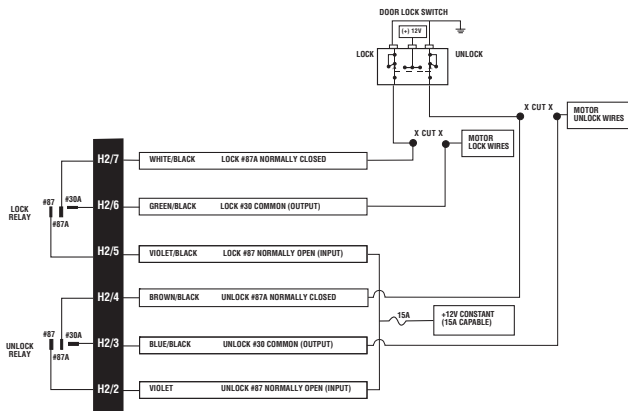 DOOR LOCK SWITCH
(+) 12V
LOCK
UNLOCK
X CUT X
MOTOR
UNLOCK WIRES
X CUT X
MOTOR
LOCK WIRES
H2/7
WHITE/BLACK LOCK #87A NORMALLY CLOSED
#87
#30A
#87A
LOCK
RELAY
H2/6
GREEN/BLACK LOCK #30 COMMON (OUTPUT)
H2/5
VIOLET/BLACK LOCK #87 NORMALLY OPEN (INPUT)
H2/4
BROWN/BLACK UNLOCK #87A NORMALLY CLOSED
15A
+12V CONSTANT
(15A CAPABLE)
#87
#30A
#87A
UNLOCK
RELAY
H2/3
BLUE/BLACK UNLOCK #30 COMMON (OUTPUT)
H2/2
VIOLET UNLOCK #87 NORMALLY OPEN (INPUT)